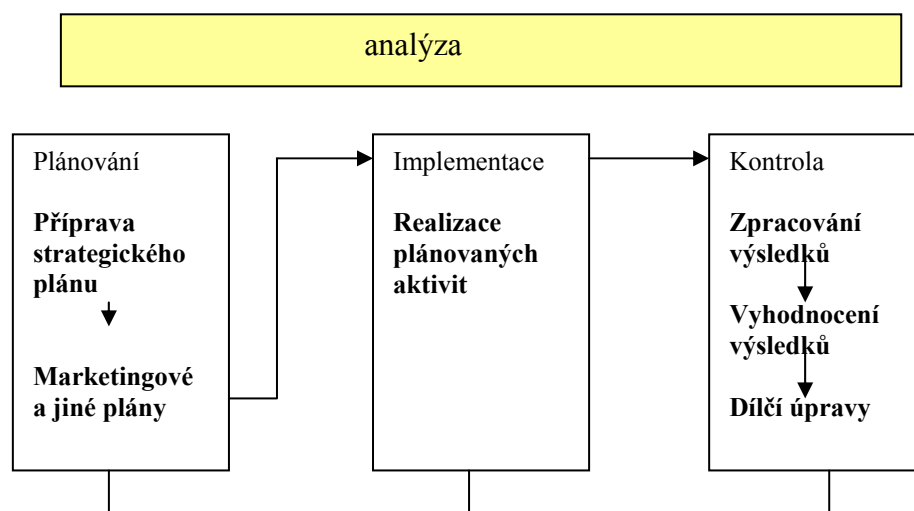 analýza
Plánování
Příprava
strategického
plánu
Marketingové
a jiné plány
Implementace
Realizace
plánovaných
aktivit
Kontrola
Zpracování
výsledků
Vyhodnocení
výsledků
Dílčí úpravy